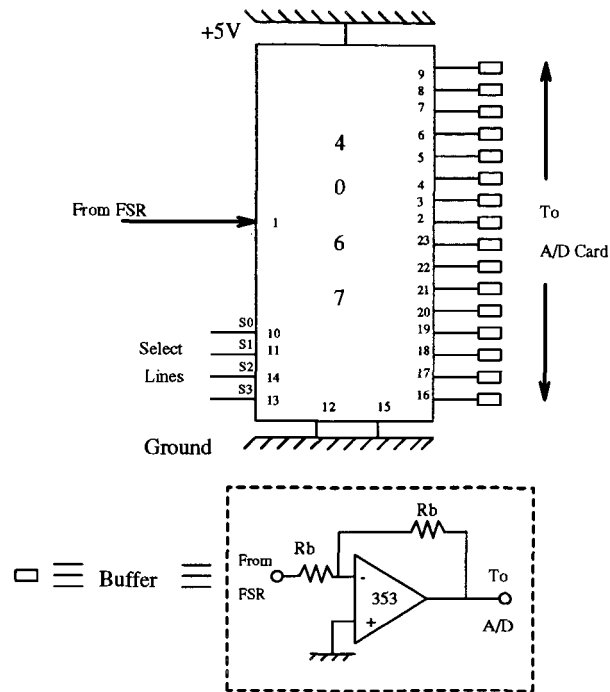 +5V
9
8
7
6
5
4
3
2
23
22
21
20
19
18
17
16
4
0
6
7
From FSR
1
To
A/D Card
S0
10
S1
11
S2
14
S3
13
Select
Lines
12
15
Ground
Buffer
From
FSR
Rb
Rb
-
353
+
To
A/D